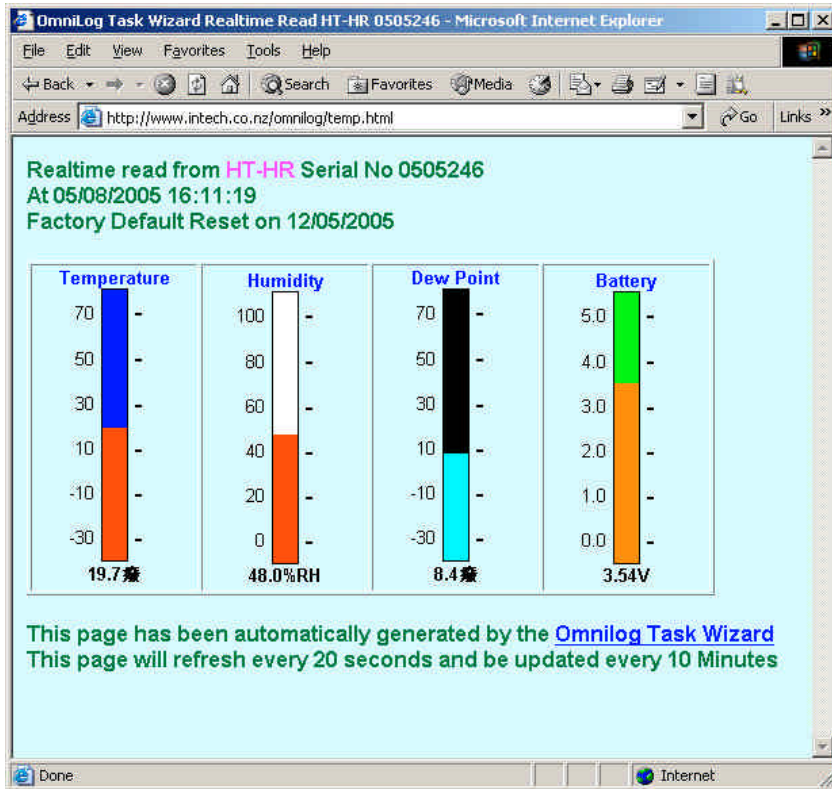 OmniLog Task Wizard Realtime Read HT-HR 0505246 - Microsoft Internet Explorer
File Edit View Favorites Tools Help
Back Search Favorites Media
Address http://www.intech.co.nz/omnilog/temp.html Go Links »
Realtime read from HT-HR Serial No 0505246
At 05/08/2005 16:11:19
Factory Default Reset on 12/05/2005
Temperature Humidity Dew Point Battery
70 - 100 - 70 - 5.0 -
50 - 80 - 50 - 4.0 -
30 - 60 - 30 - 3.0 -
10 - 40 - 10 - 2.0 -
-10 - 20 - -10 - 1.0 -
-30 - 0 - -30 - 0.0 -
19.7癈 48.0%RH 8.4癈 3.54V
This page has been automatically generated by the Omnilog Task Wizard
This page will refresh every 20 seconds and be updated every 10 Minutes
Done Internet